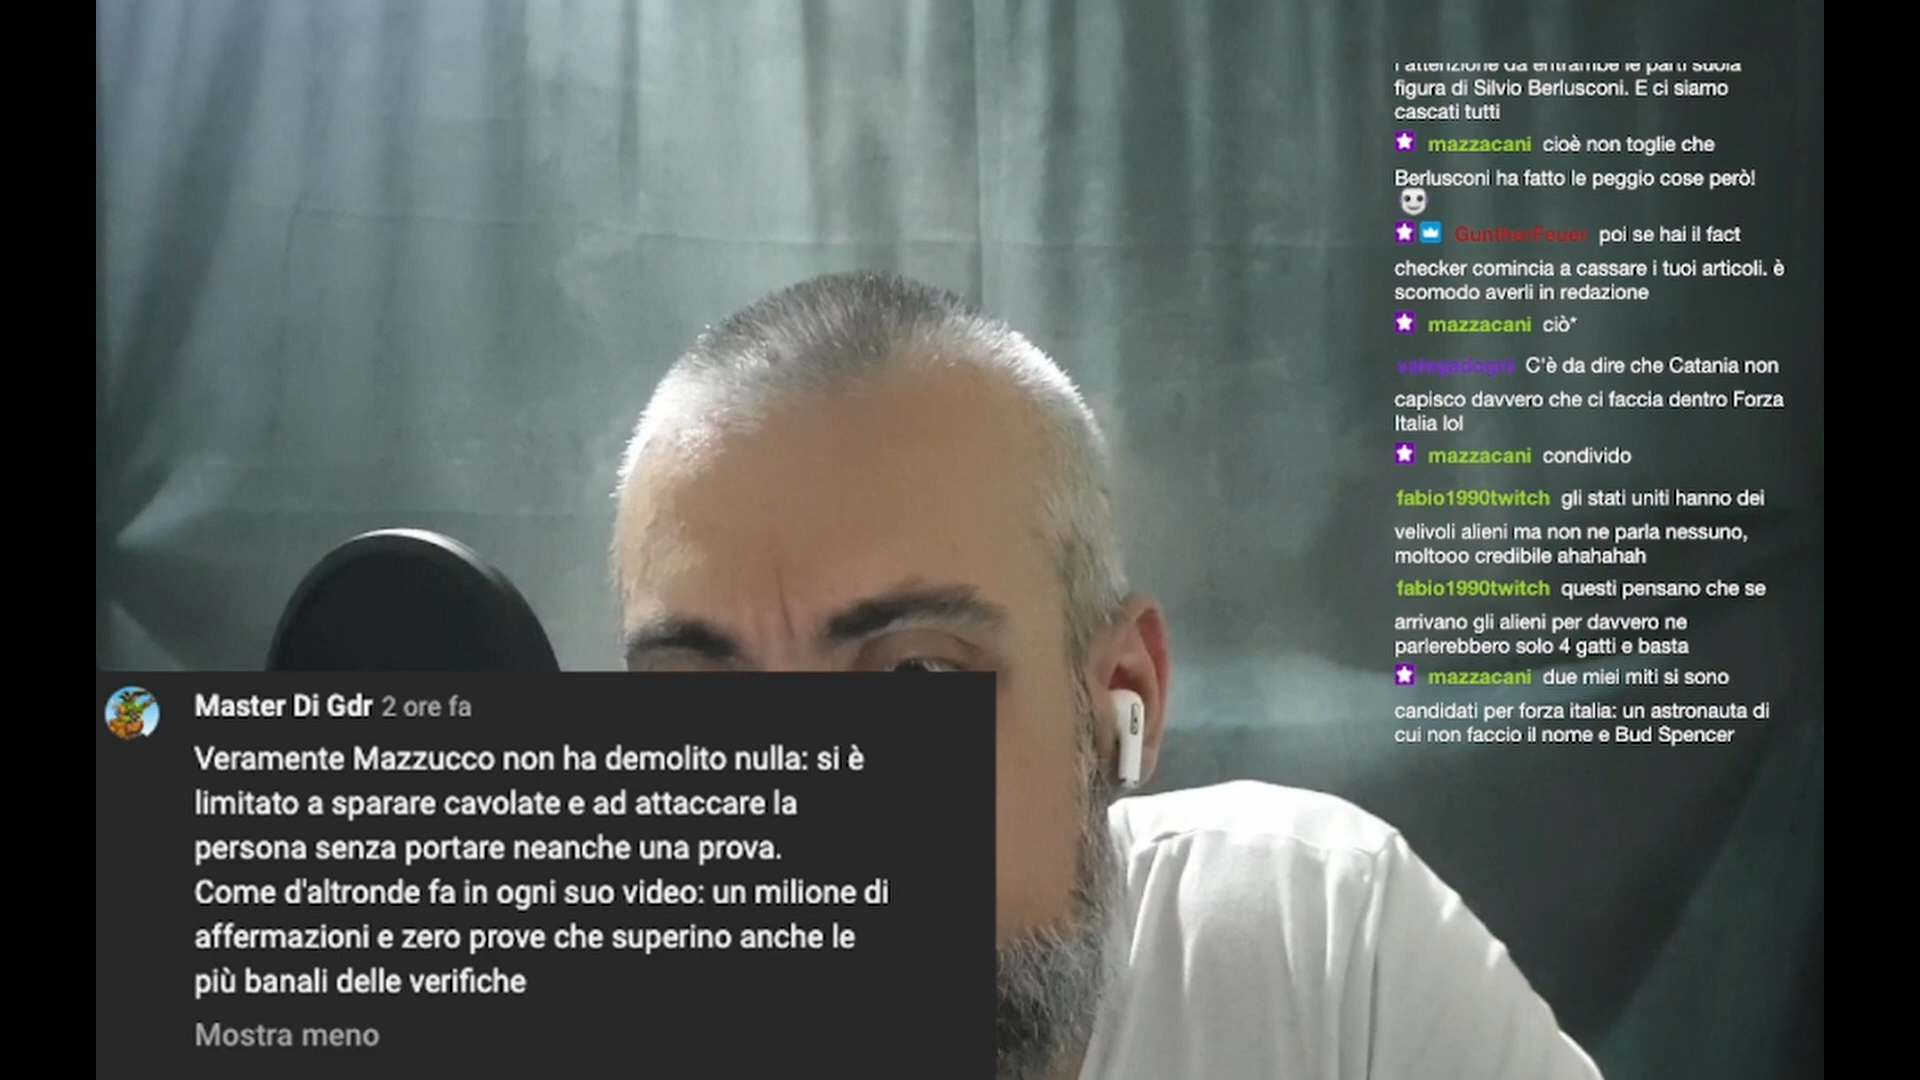 figura di Silvio Berlusconi. E ci siamo
cascati tutti
mazzacani cioè non toglie che
Berlusconi ha fatto le peggio cose però!
GuntherFeuer poi se hai il fact
checker comincia a cassare i tuoi articoli. è
scomodo averli in redazione
mazzacani ciò*
C'è da dire che Catania non
capisco davvero che ci faccia dentro Forza
Italia lol
mazzacani condivido
fabio1990twitch gli stati uniti hanno dei
velivoli alieni ma non ne parla nessuno,
moltooo credibile ahahahah
fabio1990twitch questi pensano che se
arrivano gli alieni per davvero ne
parlerebbero solo 4 gatti e basta
mazzacani due miei miti si sono
candidati per forza italia: un astronauta di
cui non faccio il nome e Bud Spencer
Master Di Gdr 2 ore fa
Veramente Mazzucco non ha demolito nulla: si è
limitato a sparare cavolate e ad attaccare la
persona senza portare neanche una prova.
Come d'altronde fa in ogni suo video: un milione di
affermazioni e zero prove che superino anche le
più banali delle verifiche
Mostra meno